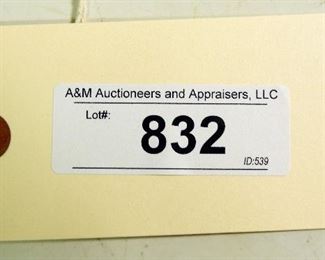 A&M Auctioneers and Appraisers, LLC
Lot#:
832
ID:539